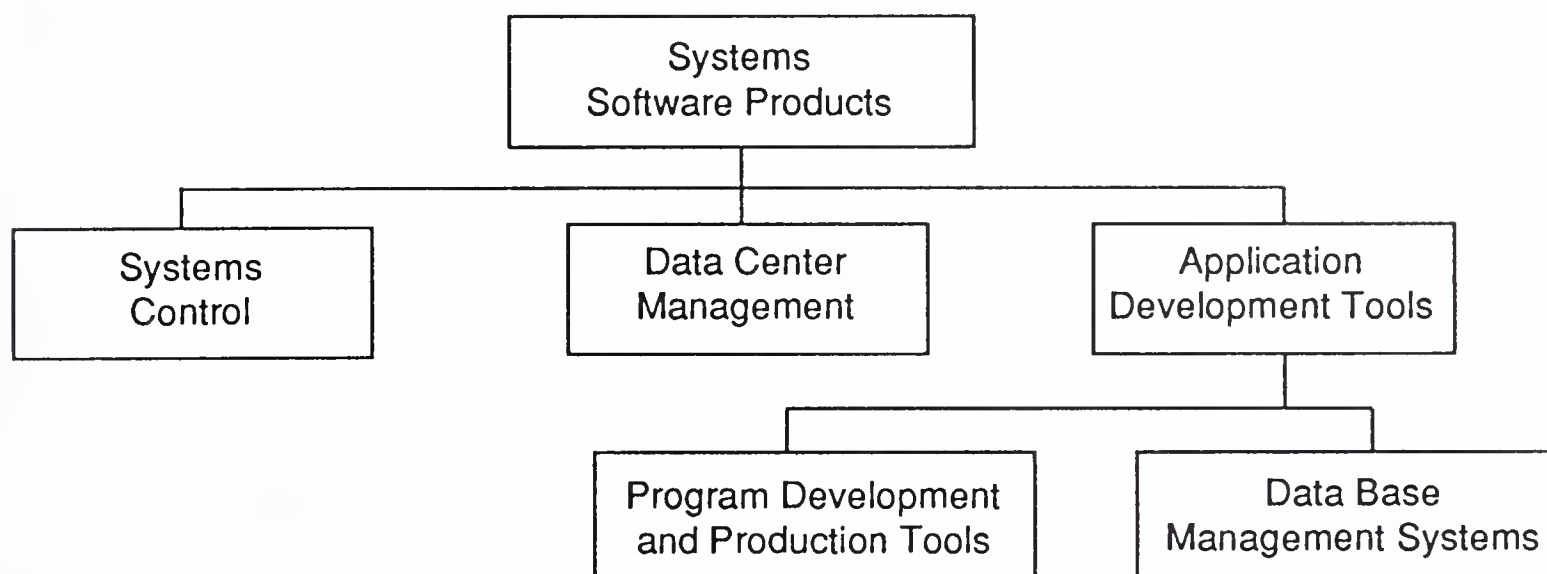 Systems
Software Products
Systems
Control
Data Center
Management
Application
Development Tools
Program Development
and Production Tools
Data Base
Management Systems